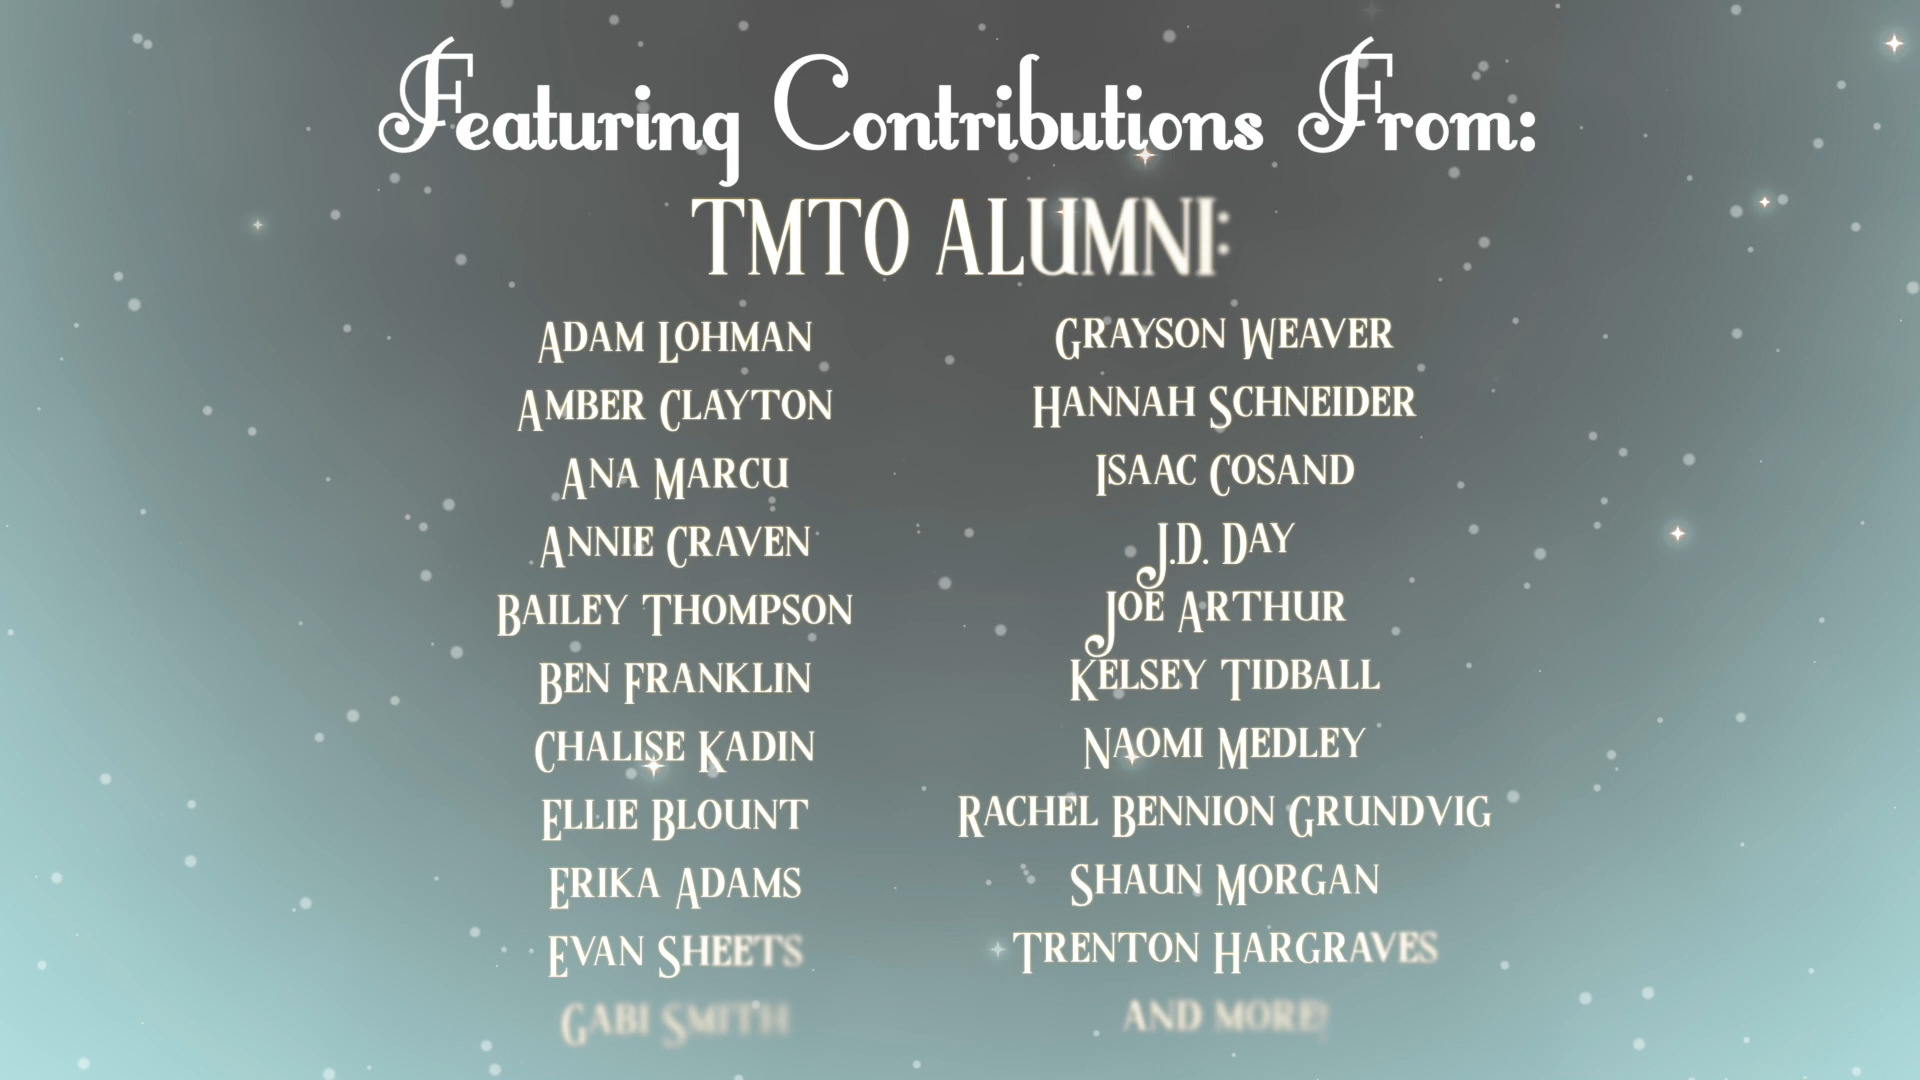 Featuring Contributions From:
TMTO ALUMNI:
Adam Lohman
Amber Clayton
Ana Marcu
Annie Craven
Bailey Thompson
Ben Franklin
Chalise Kadin
Ellie Blount
Erika Adams
Evan Sheets
Gabi Smith
Grayson Weaver
Hannah Schneider
Isaac Cosand
J.D. Day
Joe Arthur
Kelsey Tidball
Naomi Medley
Rachel Bennion Grundvig
Shaun Morgan
Trenton Hargraves
and more!